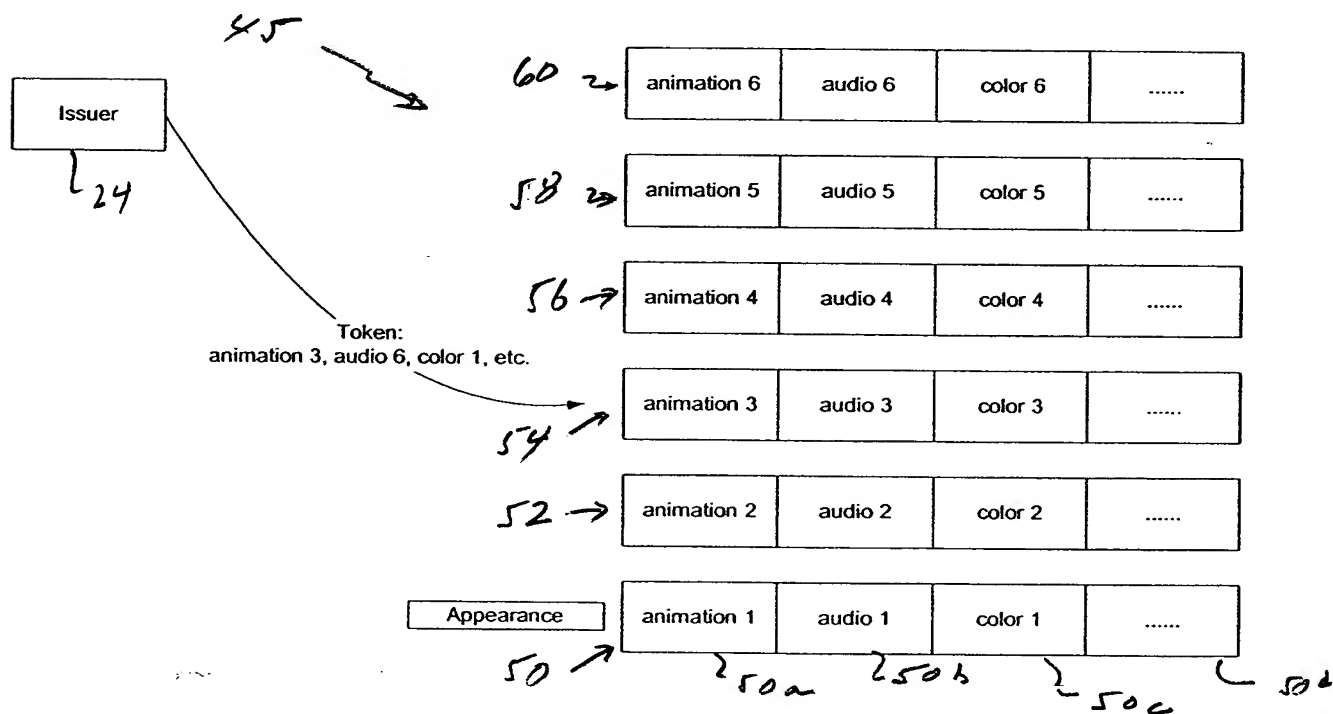 45
60 animation 6 audio 6 color 6 ......
Issuer
24
58 animation 5 audio 5 color 5 ......
56 animation 4 audio 4 color 4 ......
Token:
animation 3, audio 6, color 1, etc.
54 animation 3 audio 3 color 3 ......
52 animation 2 audio 2 color 2 ......
Appearance animation 1 audio 1 color 1 ......
50 50a 50b 50c 50d